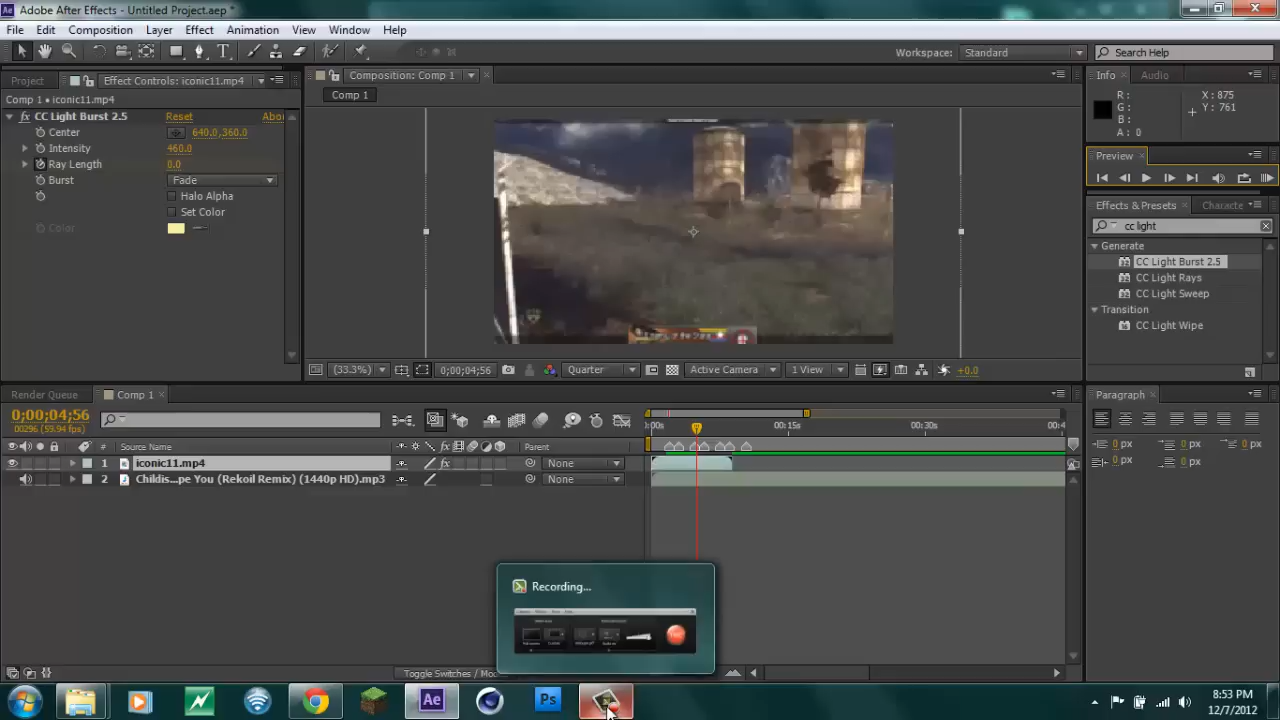 Adobe After Effects - Untitled Project.aep *
File Edit Composition Layer Effect Animation View Window Help
Workspace: Standard Search Help
Project Effect Controls: iconic11.mp4 Composition: Comp 1 Info Audio
Comp 1 • iconic11.mp4 Comp 1
R: X: 875
G: Y: 761
B:
A: 0
CC Light Burst 2.5 Reset Abou
Center 640.0,360.0
Intensity 460.0
Ray Length 0.0
Burst Fade
Halo Alpha
Set Color
Color
Preview
Effects & Presets Characte
cc light
Generate
CC Light Burst 2.5
CC Light Rays
CC Light Sweep
Transition
CC Light Wipe
(33.3%) 0;00;04;56 Quarter Active Camera 1 View +0.0
Render Queue Comp 1 Paragraph
0;00;04;56
00296 (59.94 fps)
:00s 00:15s 00:30s 00:4
# Source Name Parent
1 iconic11.mp4 None
2 Childis...pe You (Rekoil Remix) (1440p HD).mp3 None
0 px 0 px 0 px
0 px 0 px
Recording...
Toggle Switches / Mo
Ae Ps
8:53 PM
12/7/2012